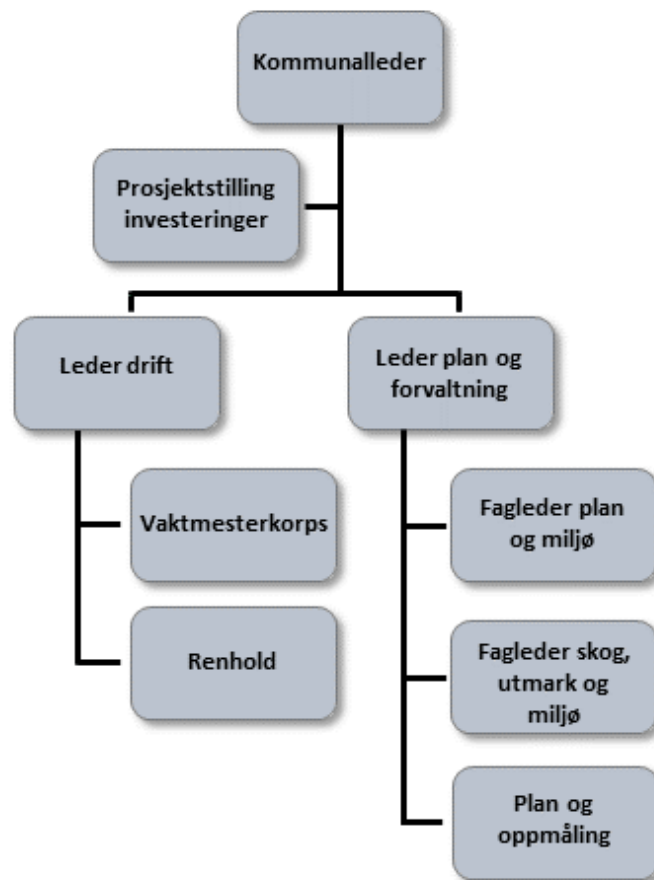 Kommunalleder
Prosjektstilling
investeringer
Leder drift
Leder plan og
forvaltning
Vaktmesterkorps
Renhold
Fagleder plan
og miljø
Fagleder skog,
utmark og
miljø
Plan og
oppmåling